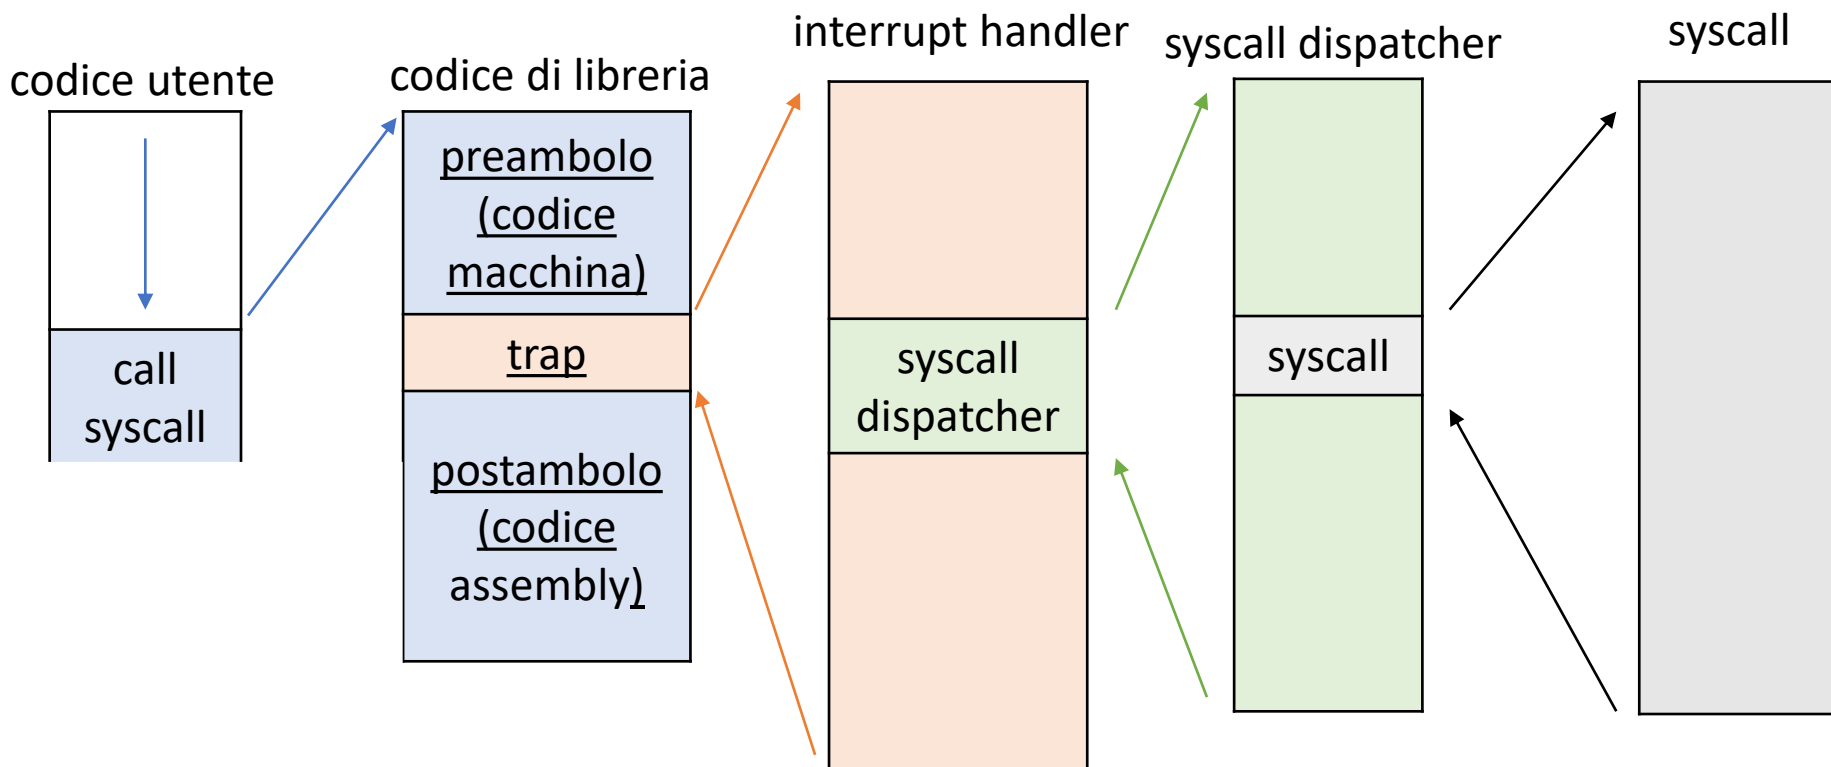 codice utente
call
syscall
codice di libreria
preambolo
(codice
macchina)
trap
postambolo
(codice
assembly)
interrupt handler
syscall
dispatcher
syscall dispatcher
syscall
syscall